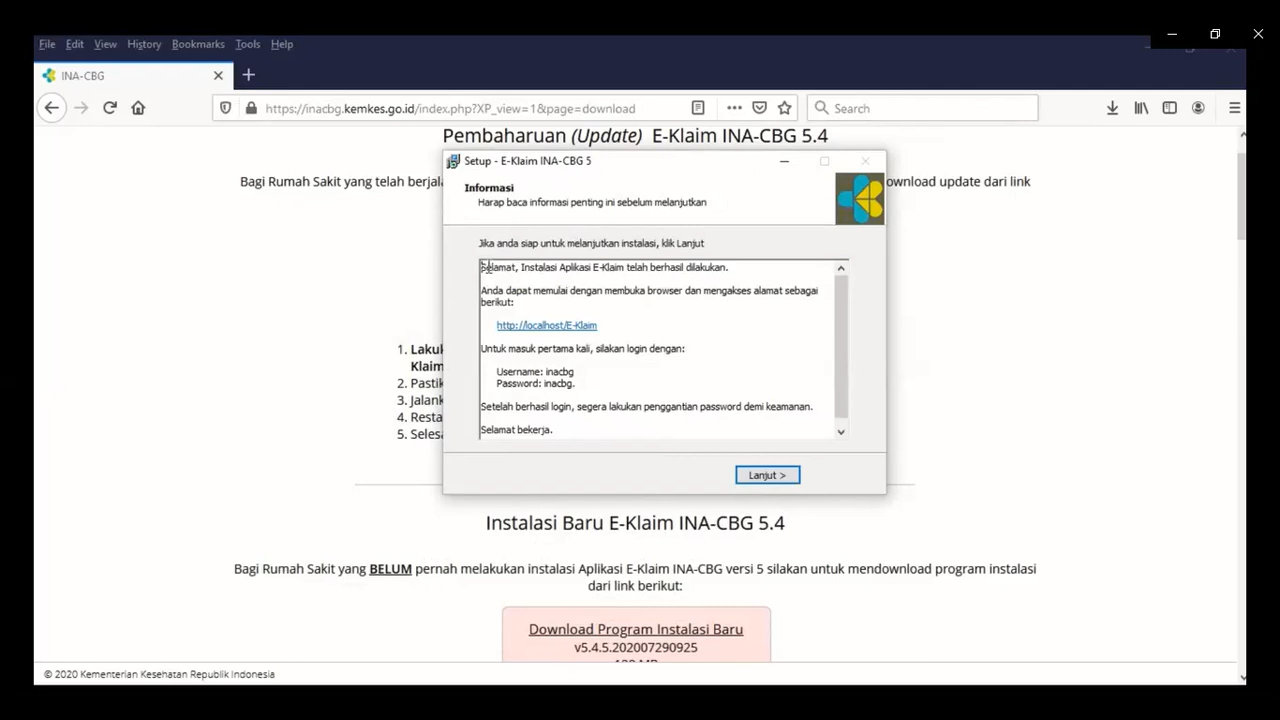 File Edit View History Bookmarks Tools Help
INA-CBG
https://inacbg.kemkes.go.id/index.php?XP_view=1&page=download
Search
Pembaharuan (Update) E-Klaim INA-CBG 5.4
Bagi Rumah Sakit yang telah berjal
ownload update dari link
Setup - E-Klaim INA-CBG 5
Informasi
Harap baca informasi penting ini sebelum melanjutkan
Jika anda siap untuk melanjutkan instalasi, klik Lanjut
Selamat, Instalasi Aplikasi E-Klaim telah berhasil dilakukan.
Anda dapat memulai dengan membuka browser dan mengakses alamat sebagai
berikut:
http://localhost/E-Klaim
Untuk masuk pertama kali, silakan login dengan:
Username: inacbg
Password: inacbg.
Setelah berhasil login, segera lakukan penggantian password demi keamanan.
Selamat bekerja.
Lanjut >
1. Lakuk
Klaim
2. Pastik
3. Jalank
4. Resta
5. Selesa
Instalasi Baru E-Klaim INA-CBG 5.4
Bagi Rumah Sakit yang BELUM pernah melakukan instalasi Aplikasi E-Klaim INA-CBG versi 5 silakan untuk mendownload program instalasi
dari link berikut:
Download Program Instalasi Baru
v5.4.5.202007290925
© 2020 Kementerian Kesehatan Republik Indonesia